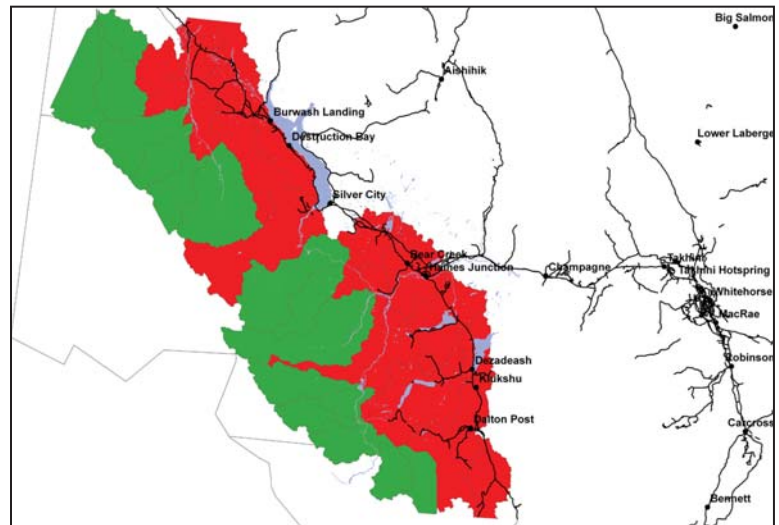 Big Salmon
Aishihik
Burwash Landing
Lower Laberge
Destruction Bay
Silver City
Bear Creek
Haines Junction
Champagne
Takhini
Takhini Hotspring
Whitehorse
MacRae
Robinson
Dezadeash
Klukshu
Carcross
Dalton Post
Bennett